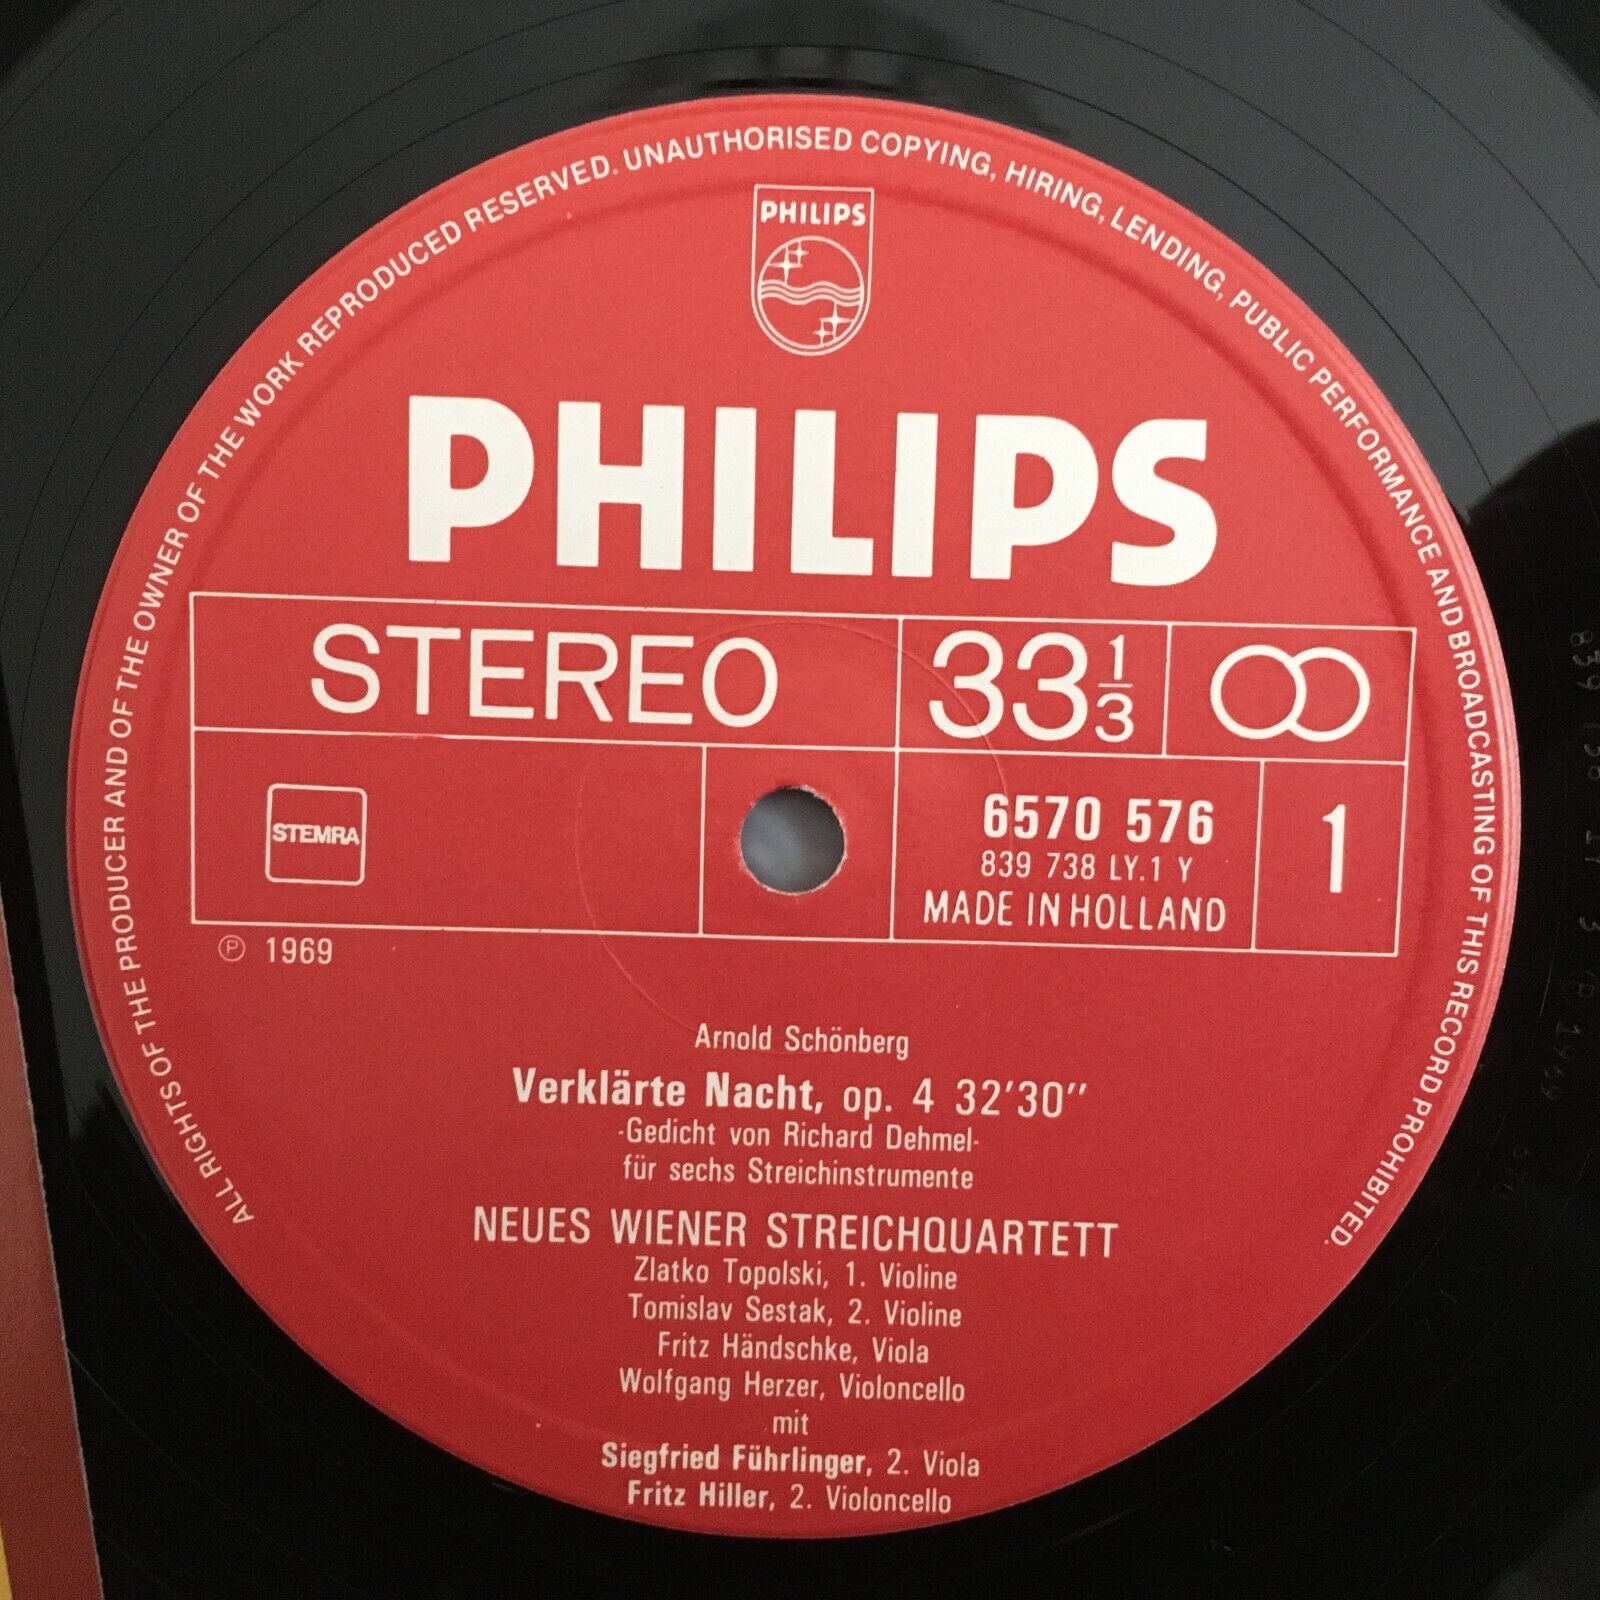 ALL RIGHTS OF THE PRODUCER AND OF THE OWNER OF THE WORK REPRODUCED RESERVED. UNAUTHORISED COPYING, HIRING, LENDING, PUBLIC PERFORMANCE AND BROADCASTING OF THIS RECORD PROHIBITED.
PHILIPS
PHILIPS
STEREO
33 1/3
STEMRA
6570 576
839 738 LY.1 Y
MADE IN HOLLAND
1
℗ 1969
Arnold Schönberg
Verklärte Nacht, op. 4 32'30''
-Gedicht von Richard Dehmel-
für sechs Streichinstrumente
NEUES WIENER STREICHQUARTETT
Zlatko Topolski, 1. Violine
Tomislav Sestak, 2. Violine
Fritz Händschke, Viola
Wolfgang Herzer, Violoncello
mit
Siegfried Führlinger, 2. Viola
Fritz Hiller, 2. Violoncello